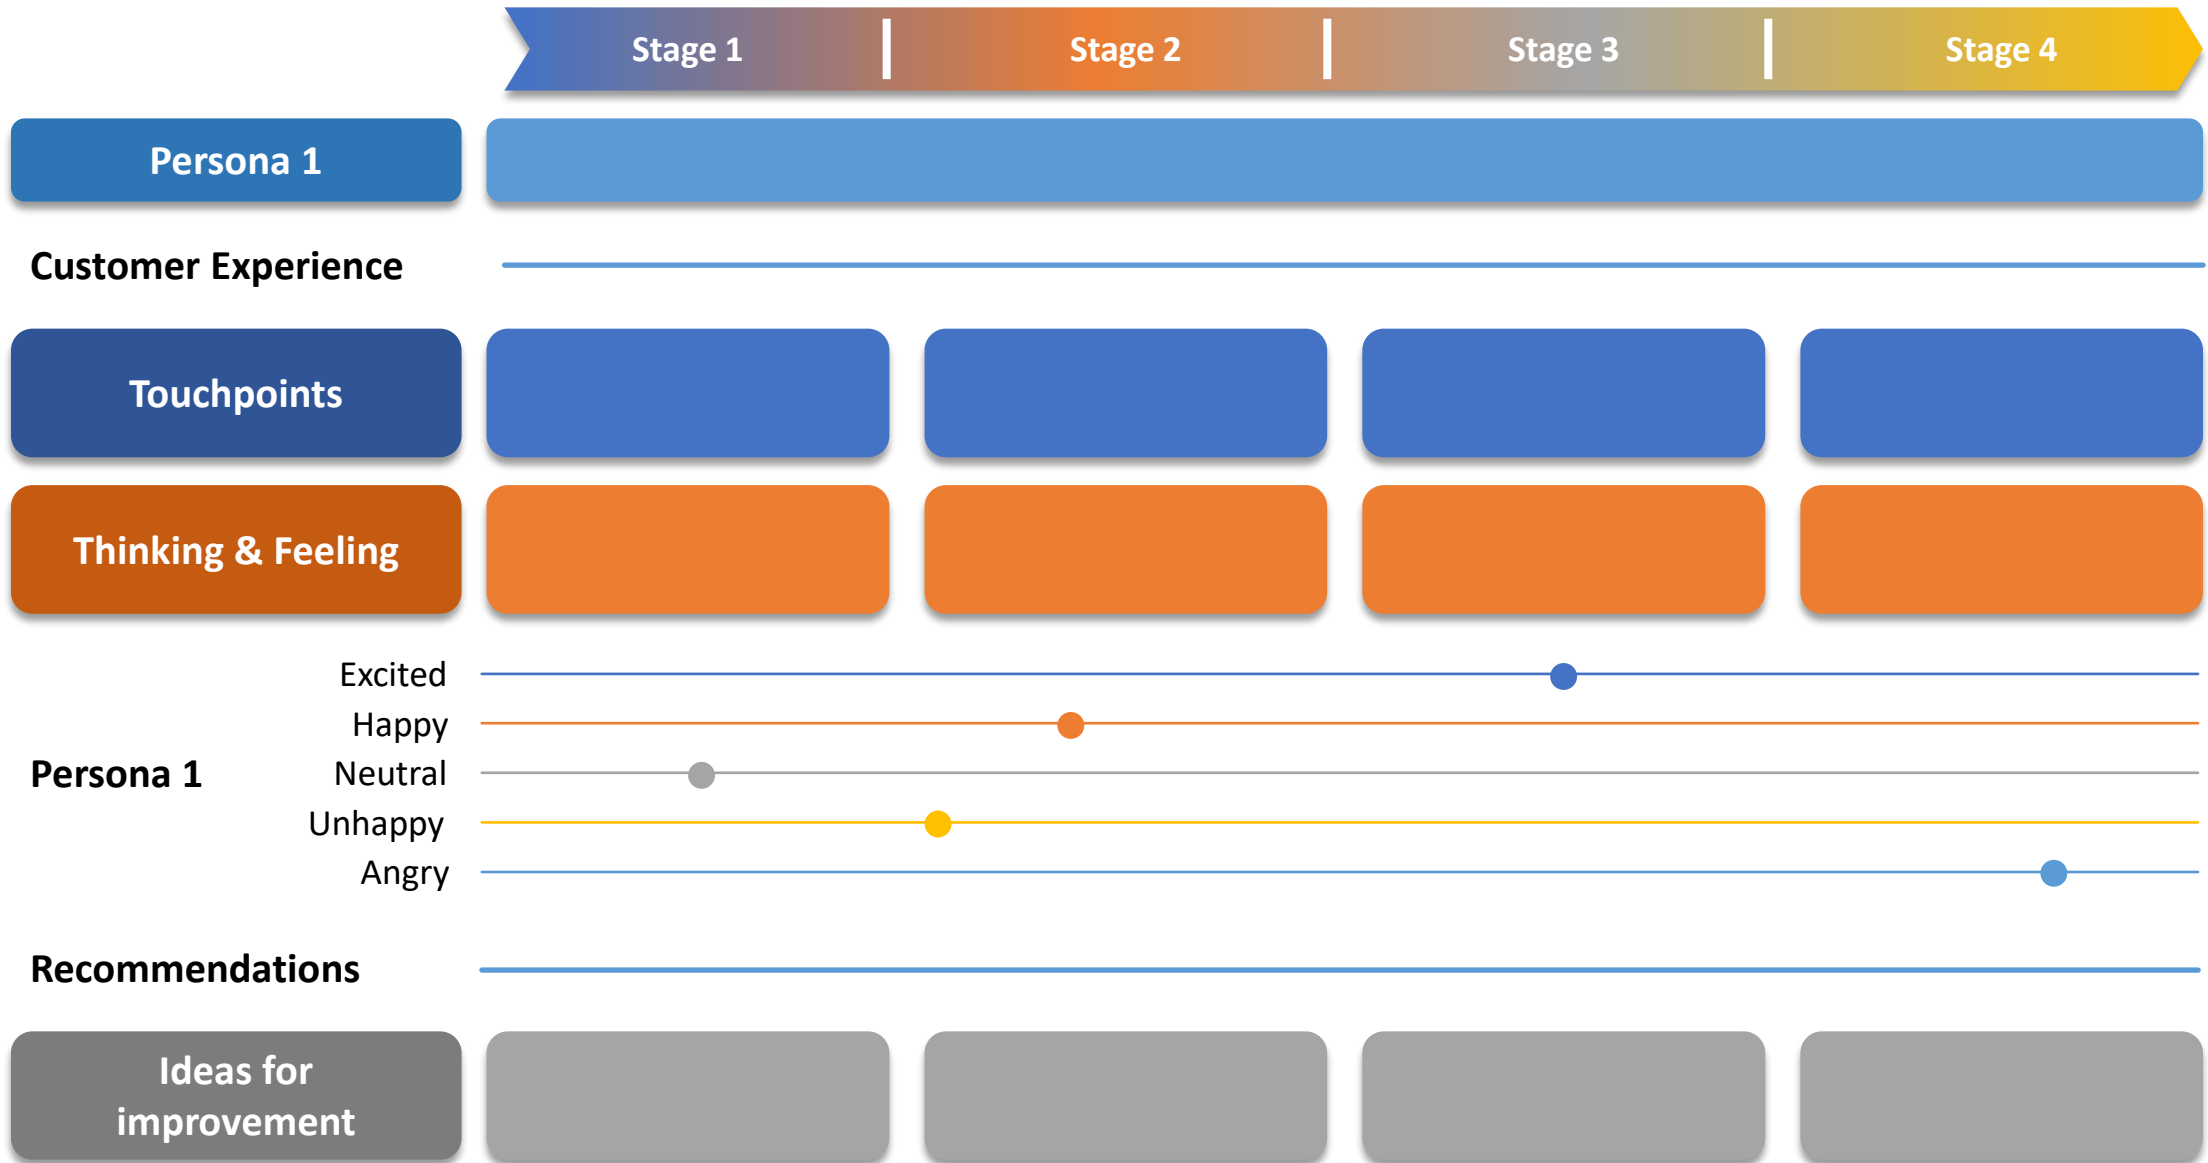 Stage 1
Stage 2
Stage 3
Stage 4
Persona 1
Customer Experience
Touchpoints
Thinking & Feeling
Excited
Happy
Persona 1
Neutral
Unhappy
Angry
Recommendations
Ideas for
improvement